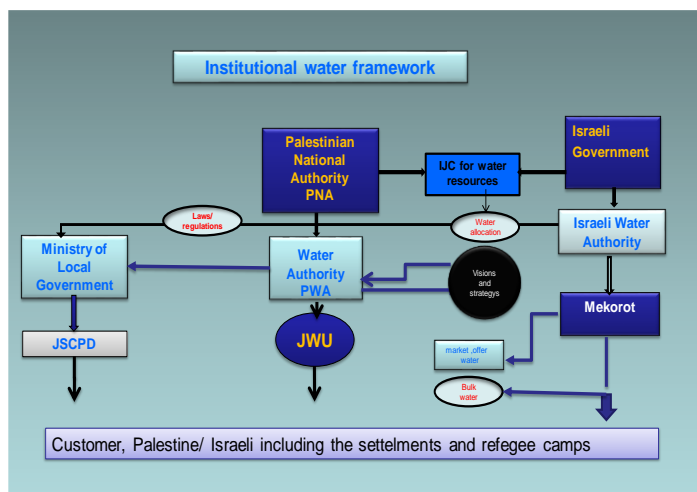 Institutional water framework
Palestinian
National
Authority
PNA
IJC for water
resources
Israeli
Government
Laws/
regulations
Water
allocation
Ministry of
Local
Government
Water
Authority
PWA
Visions
and
strategys
Israeli Water
Authority
JSCPD
JWU
Mekorot
market ,offer
water
Bulk
water
Customer, Palestine/ Israeli including the settelments and refegee camps